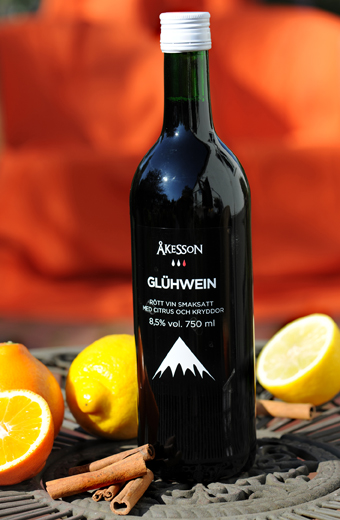 ÅKESSON
GLÜHWEIN
RÖTT VIN SMAKSATT
MED CITRUS OCH KRYDDOR
8,5% vol. 750 ml